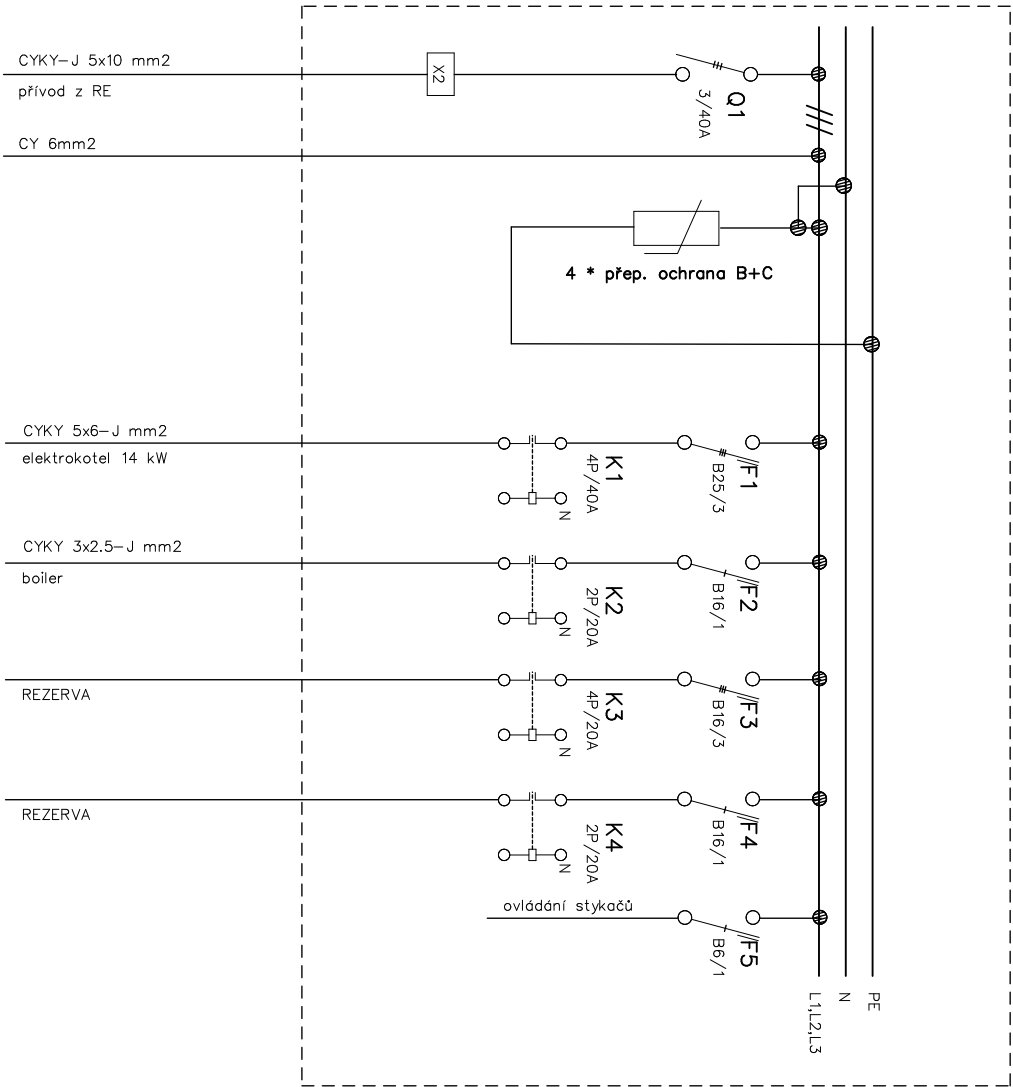 CYKY-J 5x10 mm2
přívod z RE
X2
Q1
3/40A
CY 6mm2
4 * přep. ochrana B+C
CYKY 5x6-J mm2
elektrokotel 14 kW
K1
4P/40A
N
F1
B25/3
CYKY 3x2.5-J mm2
boiler
K2
2P/20A
N
F2
B16/1
REZERVA
K3
4P/20A
N
F3
B16/3
REZERVA
K4
2P/20A
N
F4
B16/1
ovládání stykačů
F5
B6/1
L1,L2,L3
N
PE